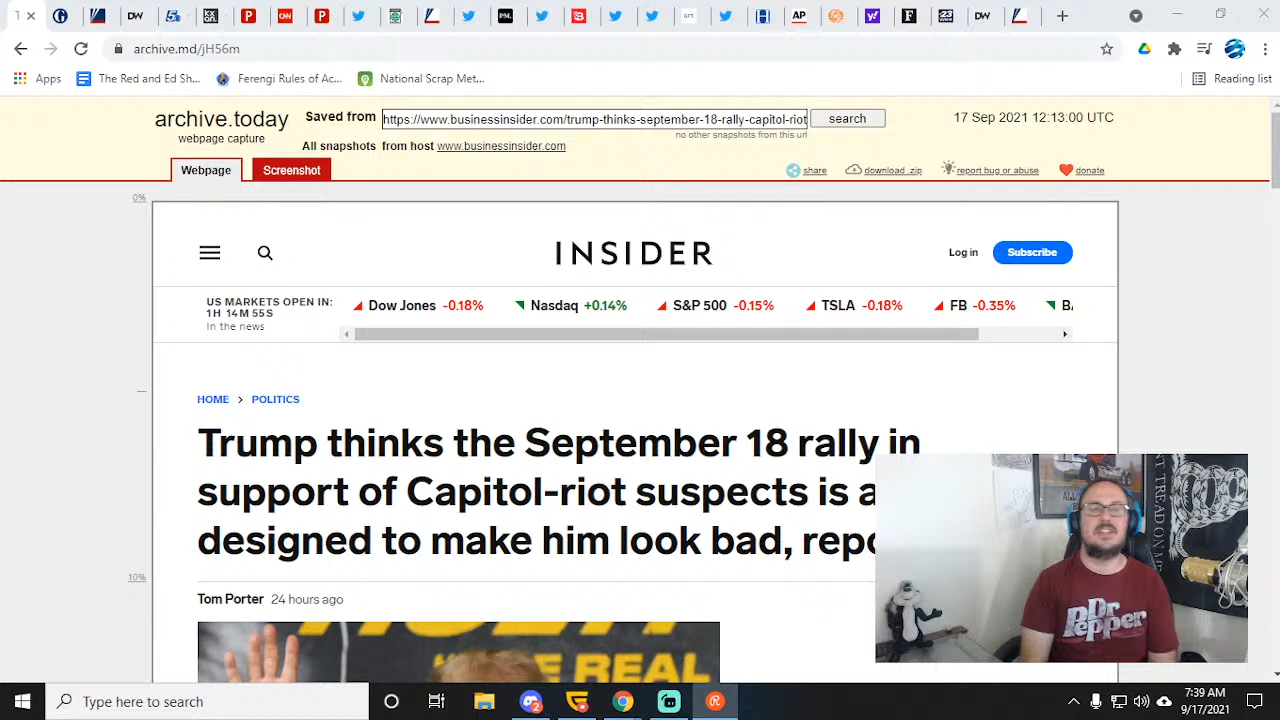 archive.md/jH56m
Apps
The Red and Ed Sh...
Ferengi Rules of Ac...
National Scrap Met...
Reading list
archive.today
webpage capture
Saved from
https://www.businessinsider.com/trump-thinks-september-18-rally-capitol-riot
search
no other snapshots from this url
17 Sep 2021 12:13:00 UTC
All snapshots from host www.businessinsider.com
Webpage
Screenshot
share
download .zip
report bug or abuse
donate
0%
INSIDER
Log in
Subscribe
US MARKETS OPEN IN:
1H 14M 55S
In the news
Dow Jones -0.18%
Nasdaq +0.14%
S&P 500 -0.15%
TSLA -0.18%
FB -0.35%
HOME > POLITICS
Trump thinks the September 18 rally in
support of Capitol-riot suspects is a
designed to make him look bad, repo
10%
Tom Porter 24 hours ago
REAL
Dr
Pepper
TREAD ON
Type here to search
7:39 AM
9/17/2021